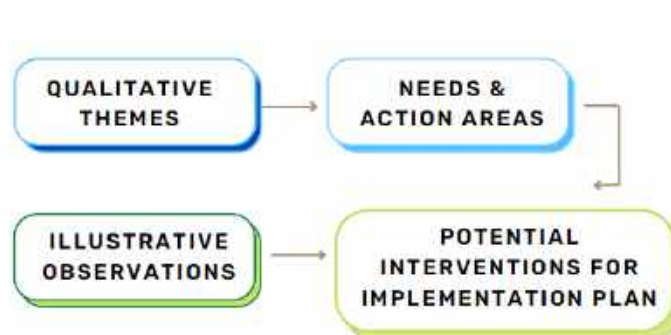 QUALITATIVE
THEMES
NEEDS &
ACTION AREAS
ILLUSTRATIVE
OBSERVATIONS
POTENTIAL
INTERVENTIONS FOR
IMPLEMENTATION PLAN